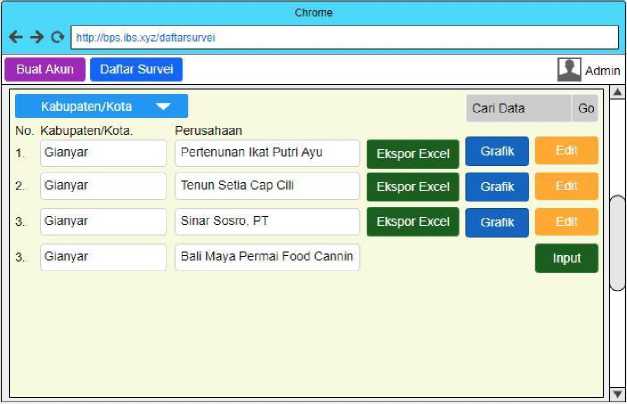 Chrome
http://bps.ibs.xyz/daftarsurvei
Buat Akun Daftar Survei Admin
Kabupaten/Kota Cari Data Go
No. Kabupaten/Kota. Perusahaan
1. Gianyar Pertenunan Ikat Putri Ayu Ekspor Excel Grafik Edit
2. Gianyar Tenun Setia Cap Cili Ekspor Excel Grafik Edit
3. Gianyar Sinar Sosro, PT Ekspor Excel Grafik Edit
3. Gianyar Bali Maya Permai Food Cannin Input